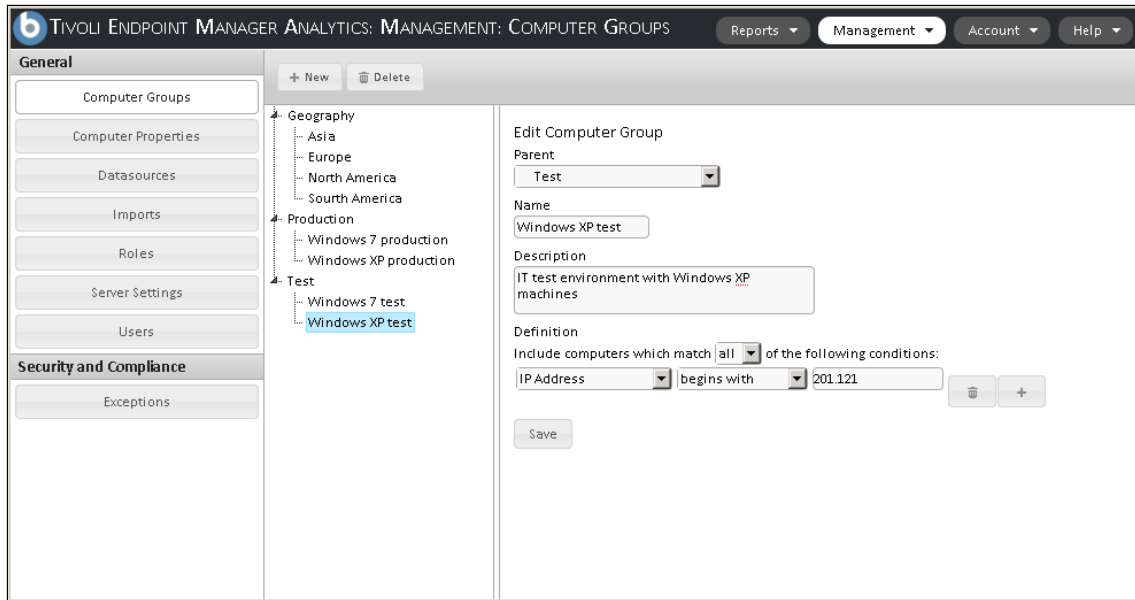 b TIVOLI ENDPOINT MANAGER ANALYTICS: MANAGEMENT: COMPUTER GROUPS
Reports
Management
Account
Help
General
Computer Groups
Computer Properties
Datasources
Imports
Roles
Server Settings
Users
Security and Compliance
Exceptions
+ New
Delete
Geography
Asia
Europe
North America
Sourth America
Production
Windows 7 production
Windows XP production
Test
Windows 7 test
Windows XP test
Edit Computer Group
Parent
Test
Name
Windows XP test
Description
IT test environment with Windows XP
machines
Definition
Include computers which match all of the following conditions:
IP Address begins with 201.121
+
Save